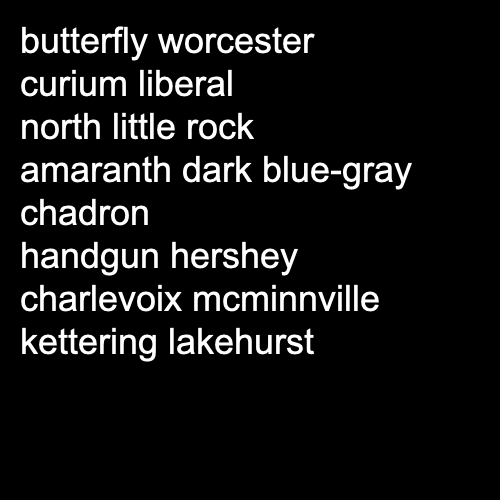 butterfly worcester
curium liberal
north little rock
amaranth dark blue-gray
chadron
handgun hershey
charlevoix mcminnville
kettering lakehurst